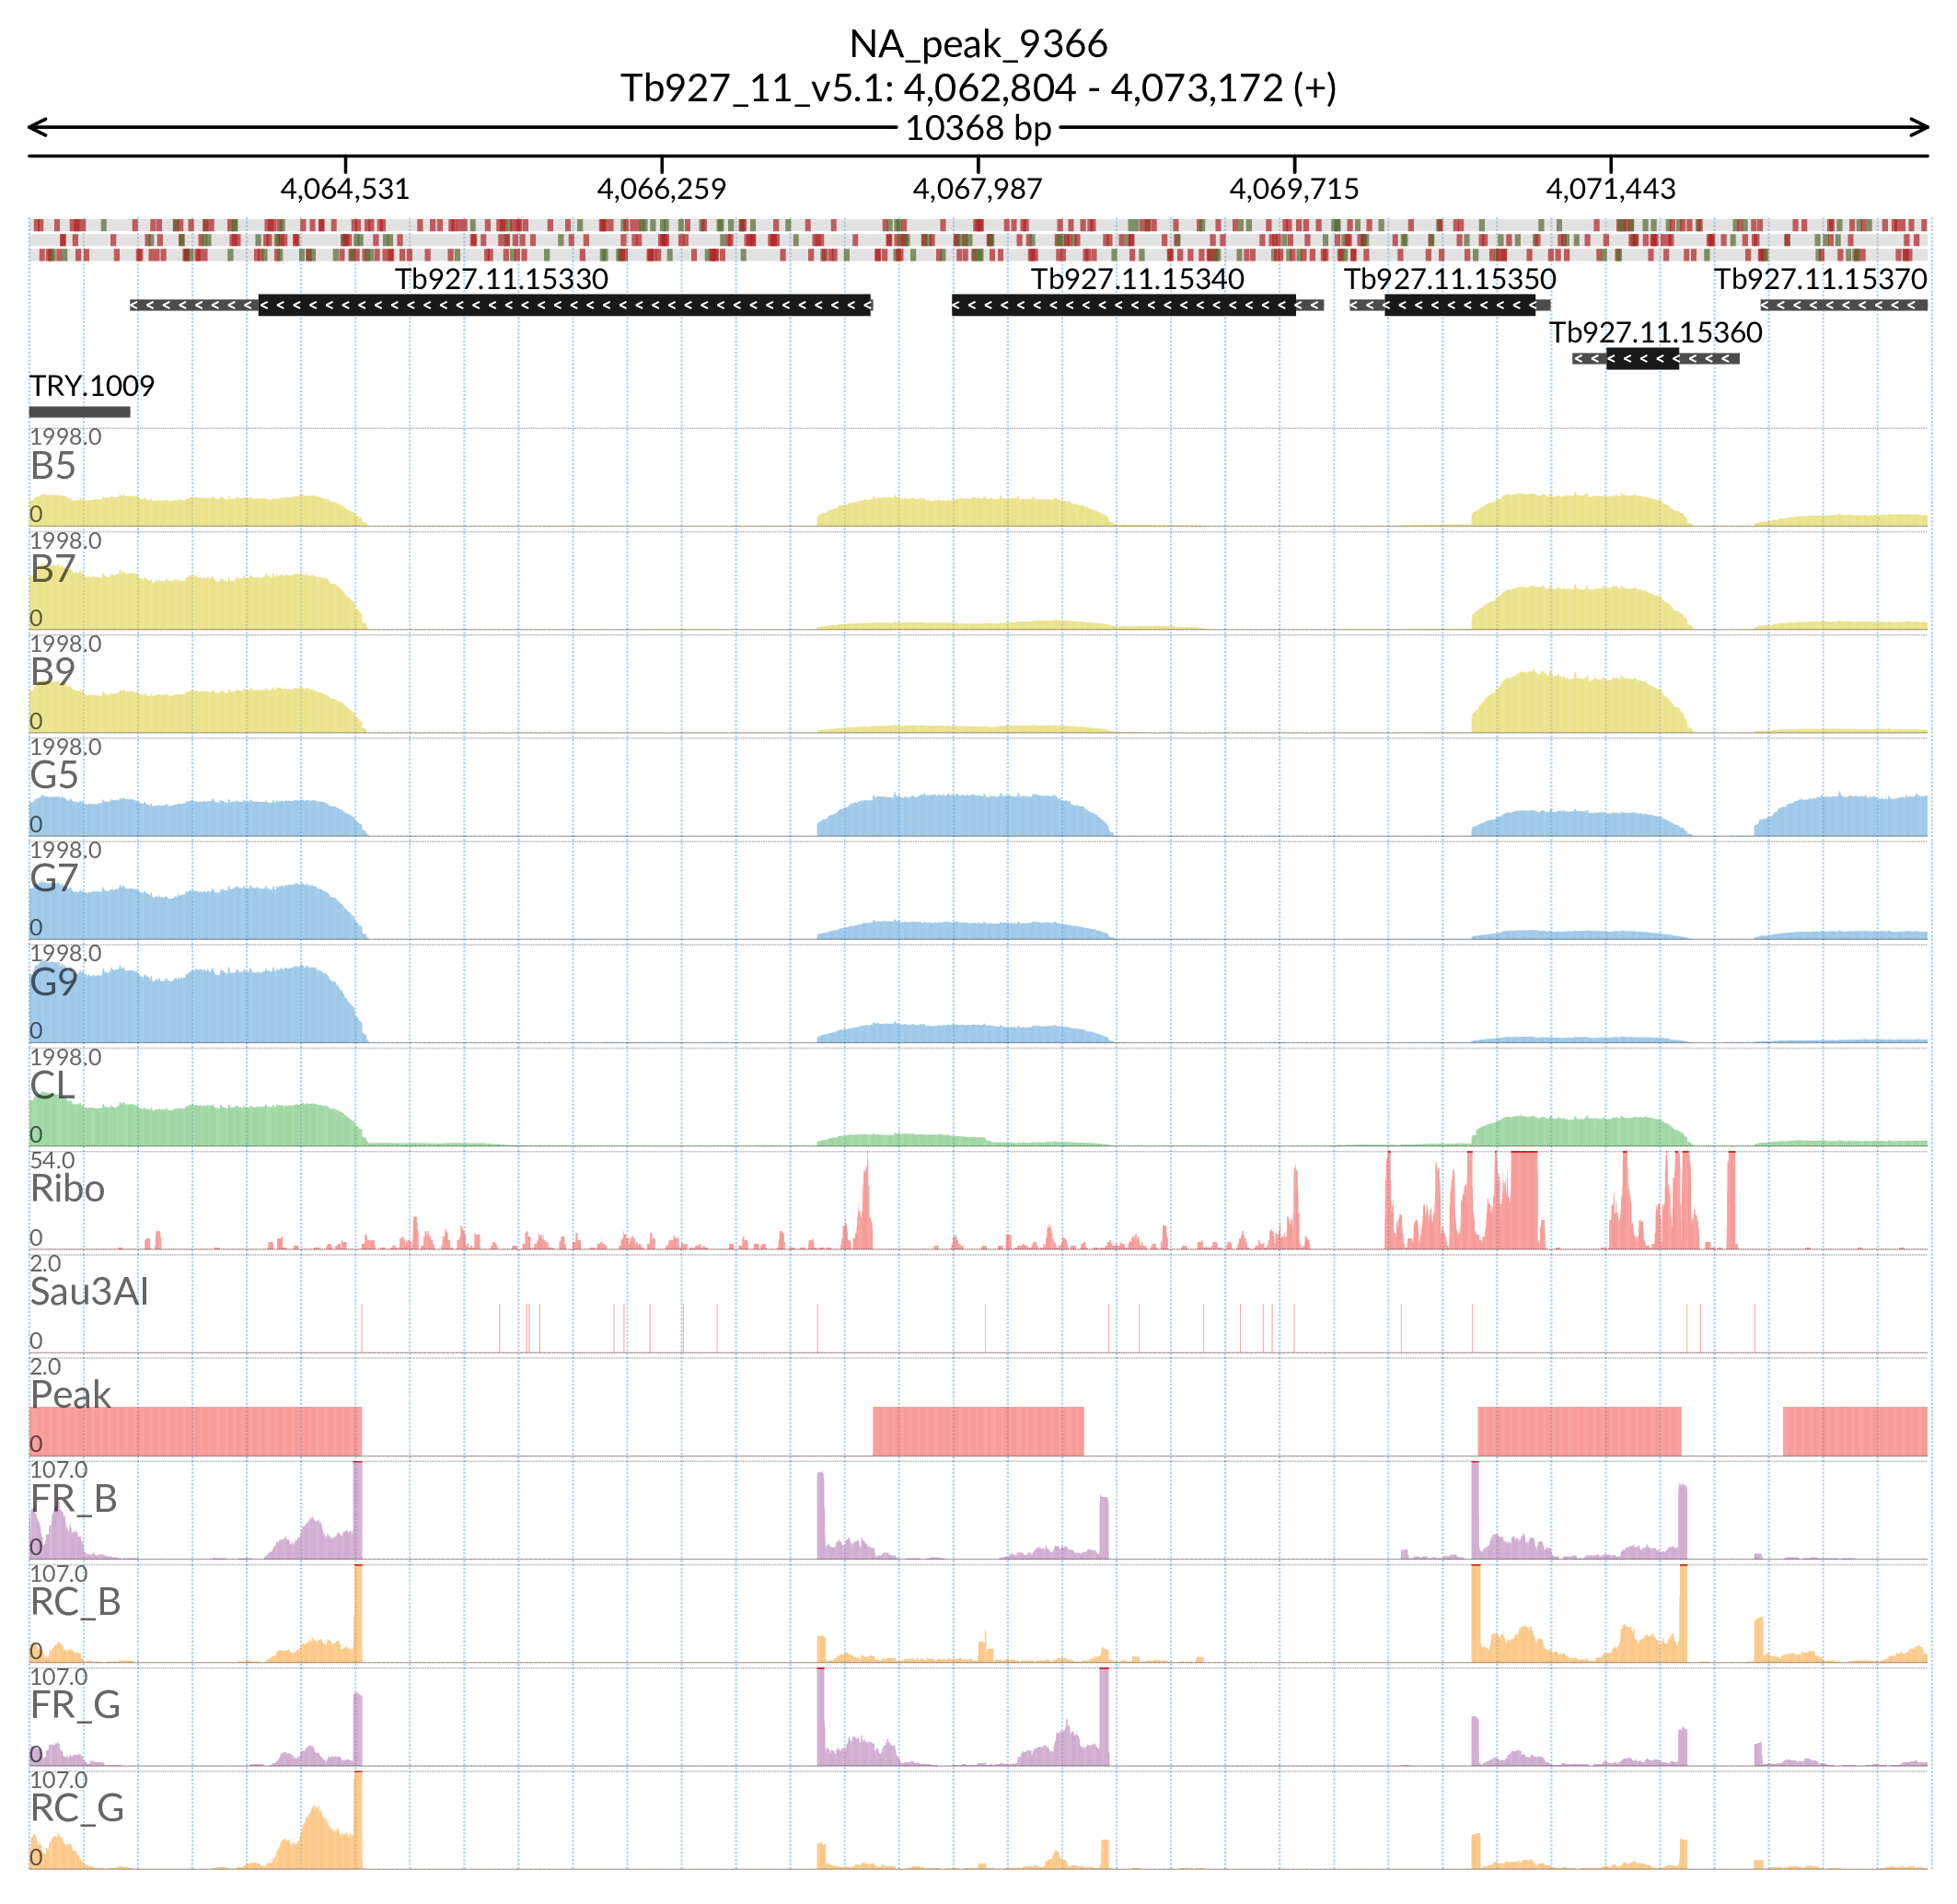 NA_peak_9366
Tb927_11_v5.1: 4,062,804 - 4,073,172 (+)
10368 bp
4,064,531 4,066,259 4,067,987 4,069,715 4,071,443
Tb927.11.15330 Tb927.11.15340 Tb927.11.15350 Tb927.11.15370
Tb927.11.15360
TRY.1009
1998.0
B5
0
1998.0
B7
0
1998.0
B9
0
1998.0
G5
0
1998.0
G7
0
1998.0
G9
0
1998.0
CL
0
54.0
Ribo
0
2.0
Sau3AI
0
2.0
Peak
0
107.0
FR_B
0
107.0
RC_B
0
107.0
FR_G
0
107.0
RC_G
0